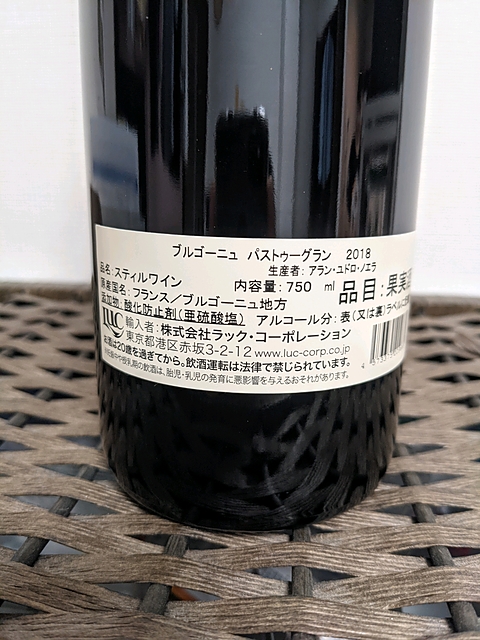 ブルゴーニュ パストゥーグラン 2018
生産者:アラン・ユドロ・ノエラ
品名:スティルワイン 内容量:750 ml 品目:果実酒
原産国名:フランス/ブルゴーニュ地方
添加物:酸化防止剤(亜硫酸塩) アルコール分:表(又は裏)ラベルに
LUC 輸入者:株式会社ラック・コーポレーション
東京都港区赤坂3-2-12 www.luc-corp.co.jp
お酒は20歳を過ぎてから。飲酒運転は法律で禁じられています。
妊娠中や授乳期の飲酒は、胎児・乳児の発育に悪影響を与えるおそれがあります。